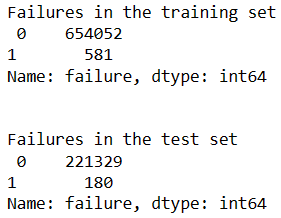 Failures in the training set
0    654052
1       581
Name: failure, dtype: int64
Failures in the test set
0    221329
1       180
Name: failure, dtype: int64